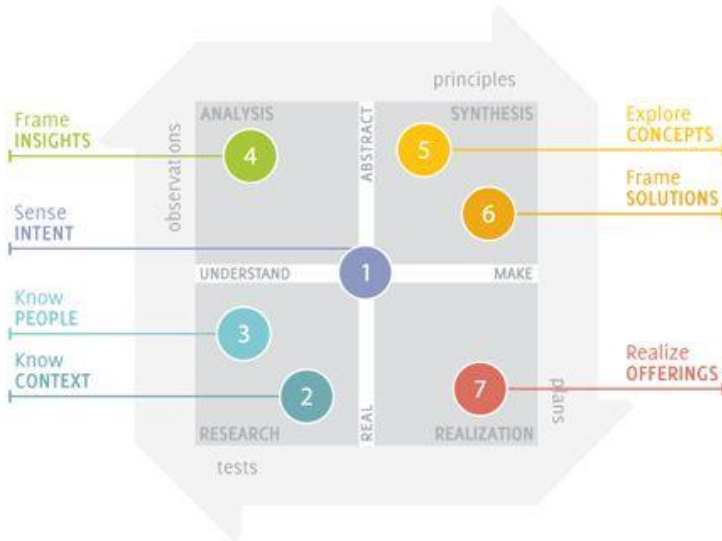 principles
ANALYSIS
SYNTHESIS
Frame
INSIGHTS
Explore
CONCEPTS
observations
ABSTRACT
4
5
Frame
SOLUTIONS
6
Sense
INTENT
UNDERSTAND
1
MAKE
Know
PEOPLE
3
Know
CONTEXT
2
Realize
OFFERINGS
7
REAL
plans
RESEARCH
REALIZATION
tests